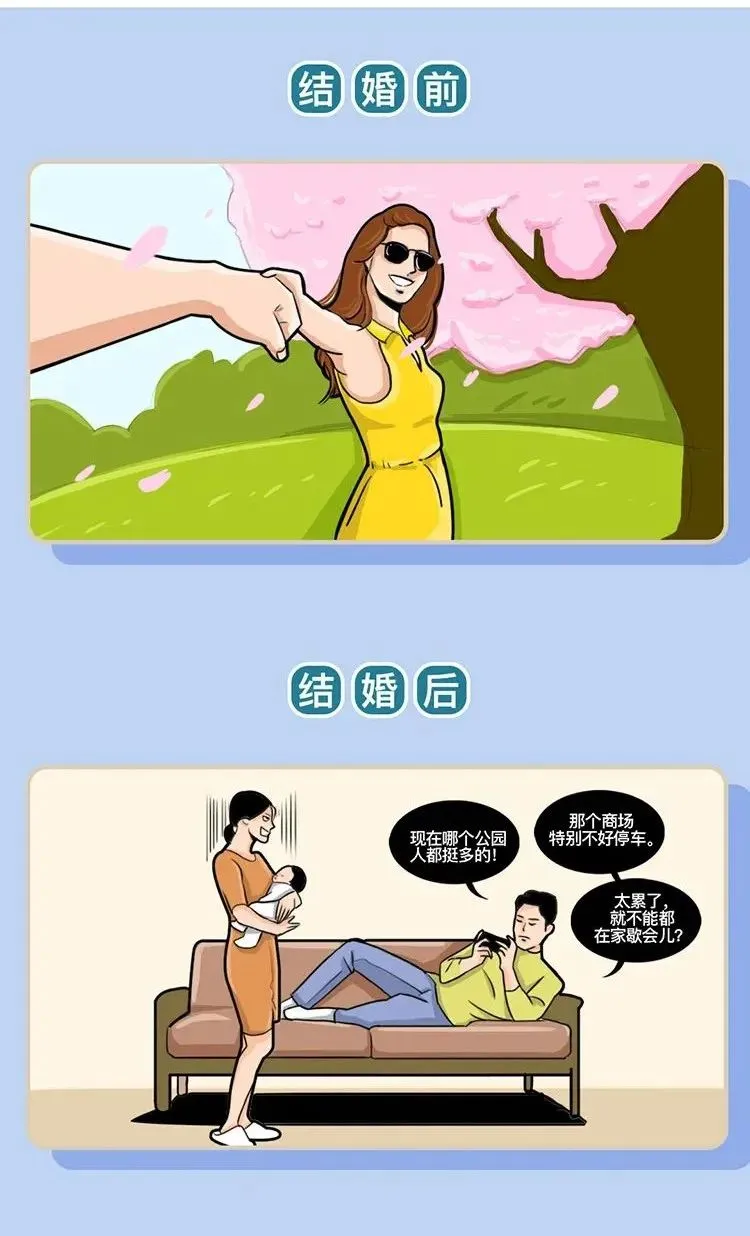 结婚前
结婚后
现在哪个公园
人都挺多的!
那个商场
特别不好停车。
太累了,
就不能都
在家歇会儿?